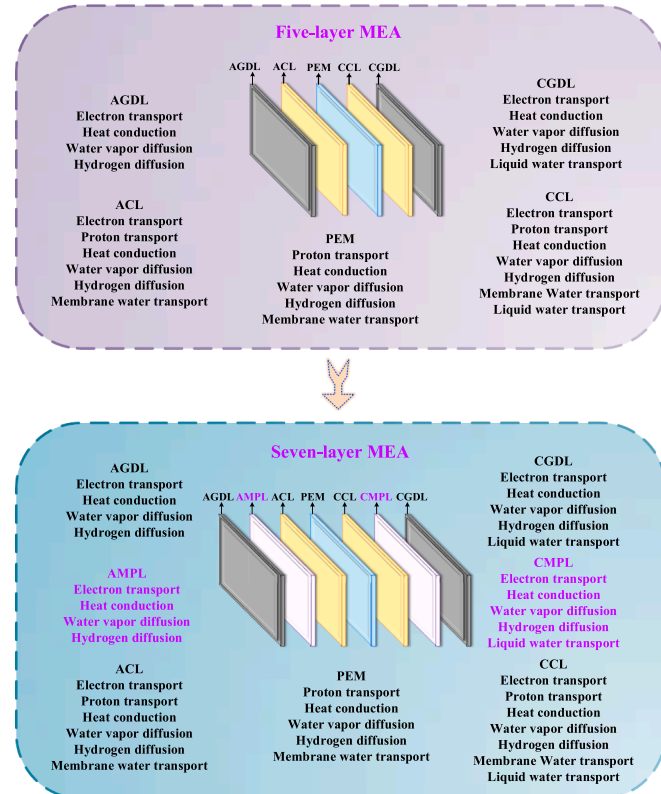 Five-layer MEA
AGDL ACL PEM CCL CGDL
AGDL
Electron transport
Heat conduction
Water vapor diffusion
Hydrogen diffusion
ACL
Electron transport
Proton transport
Heat conduction
Water vapor diffusion
Hydrogen diffusion
Membrane water transport
PEM
Proton transport
Heat conduction
Water vapor diffusion
Hydrogen diffusion
Membrane water transport
CGDL
Electron transport
Heat conduction
Water vapor diffusion
Hydrogen diffusion
Liquid water transport
CCL
Electron transport
Proton transport
Heat conduction
Water vapor diffusion
Hydrogen diffusion
Membrane Water transport
Liquid water transport
Seven-layer MEA
AGDL AMPL ACL PEM CCL CMPL CGDL
AGDL
Electron transport
Heat conduction
Water vapor diffusion
Hydrogen diffusion
AMPL
Electron transport
Heat conduction
Water vapor diffusion
Hydrogen diffusion
ACL
Electron transport
Proton transport
Heat conduction
Water vapor diffusion
Hydrogen diffusion
Membrane water transport
PEM
Proton transport
Heat conduction
Water vapor diffusion
Hydrogen diffusion
Membrane water transport
CGDL
Electron transport
Heat conduction
Water vapor diffusion
Hydrogen diffusion
Liquid water transport
CMPL
Electron transport
Heat conduction
Water vapor diffusion
Hydrogen diffusion
Liquid water transport
CCL
Electron transport
Proton transport
Heat conduction
Water vapor diffusion
Hydrogen diffusion
Membrane Water transport
Liquid water transport